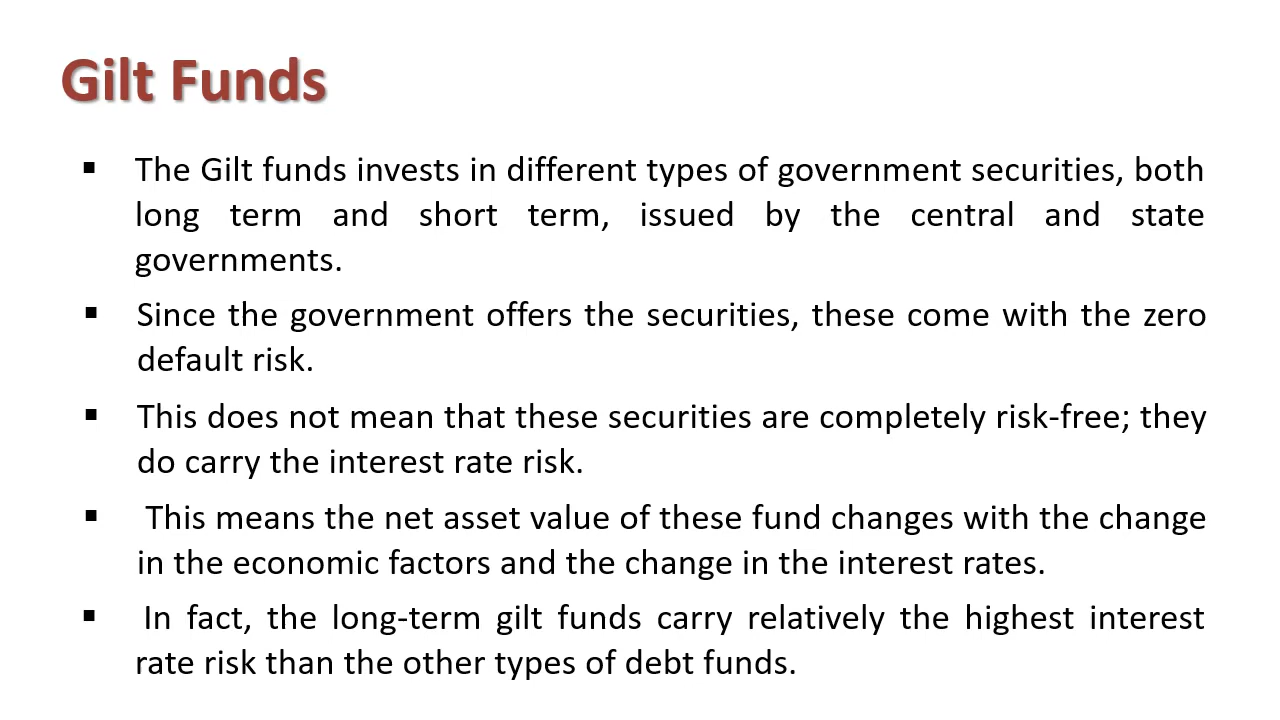 Gilt Funds
▪ The Gilt funds invests in different types of government securities, both
long term and short term, issued by the central and state
governments.
▪ Since the government offers the securities, these come with the zero
default risk.
▪ This does not mean that these securities are completely risk-free; they
do carry the interest rate risk.
▪ This means the net asset value of these fund changes with the change
in the economic factors and the change in the interest rates.
▪ In fact, the long-term gilt funds carry relatively the highest interest
rate risk than the other types of debt funds.